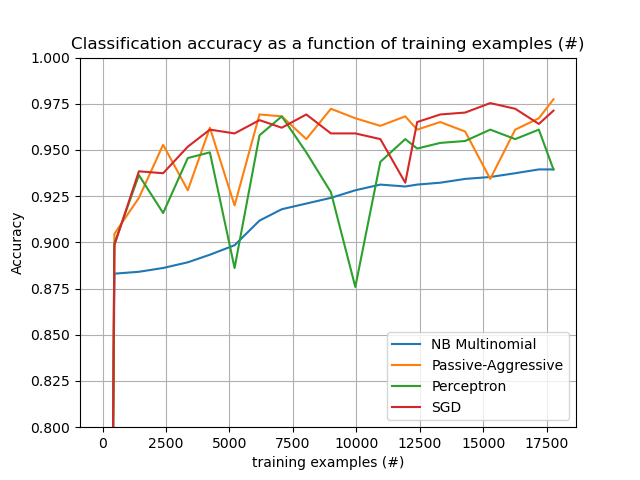 Classification accuracy as a function of training examples (#)
1.000
0.975
0.950
0.925
0.900
0.875
0.850
0.825
0.800
Accuracy
NB Multinomial
Passive-Aggressive
Perceptron
SGD
0 2500 5000 7500 10000 12500 15000 17500
training examples (#)